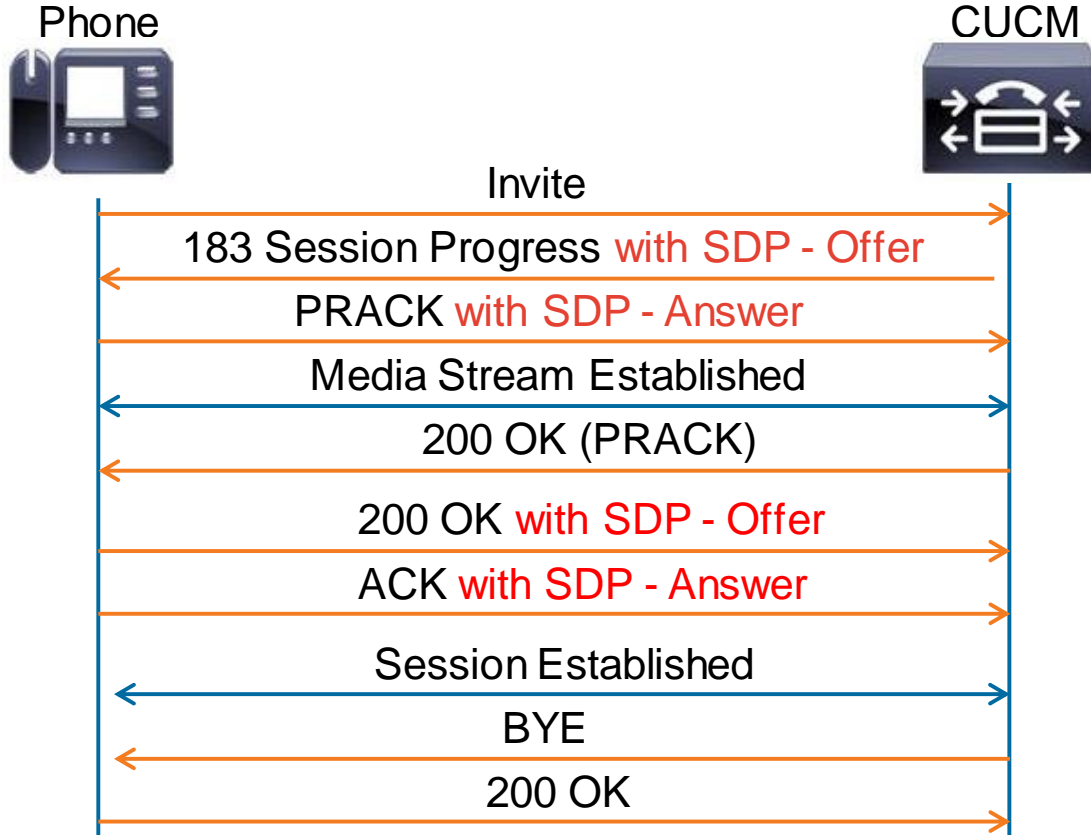 Phone
CUCM
Invite
183 Session Progress with SDP - Offer
PRACK with SDP - Answer
Media Stream Established
200 OK (PRACK)
200 OK with SDP - Offer
ACK with SDP - Answer
Session Established
BYE
200 OK